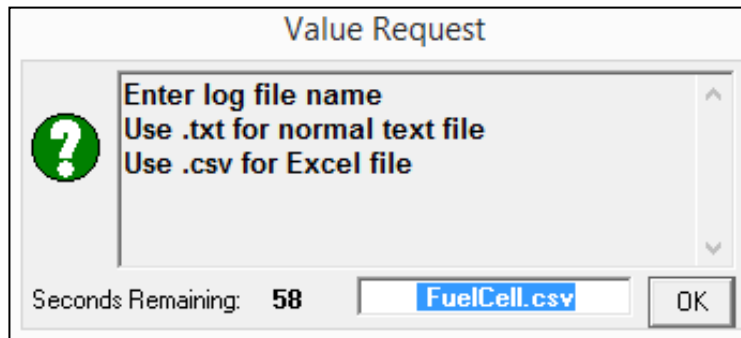 Value Request
Enter log file name
Use .txt for normal text file
Use .csv for Excel file
Seconds Remaining: 58 FuelCell.csv OK